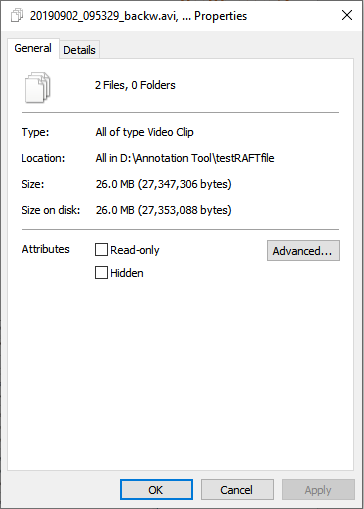 20190902_095329_backw.avi, ... Properties
General Details
2 Files, 0 Folders
Type: All of type Video Clip
Location: All in D:\Annotation Tool\testRAFTfile
Size: 26.0 MB (27,347,306 bytes)
Size on disk: 26.0 MB (27,353,088 bytes)
Attributes Read-only Advanced...
Hidden
OK Cancel Apply